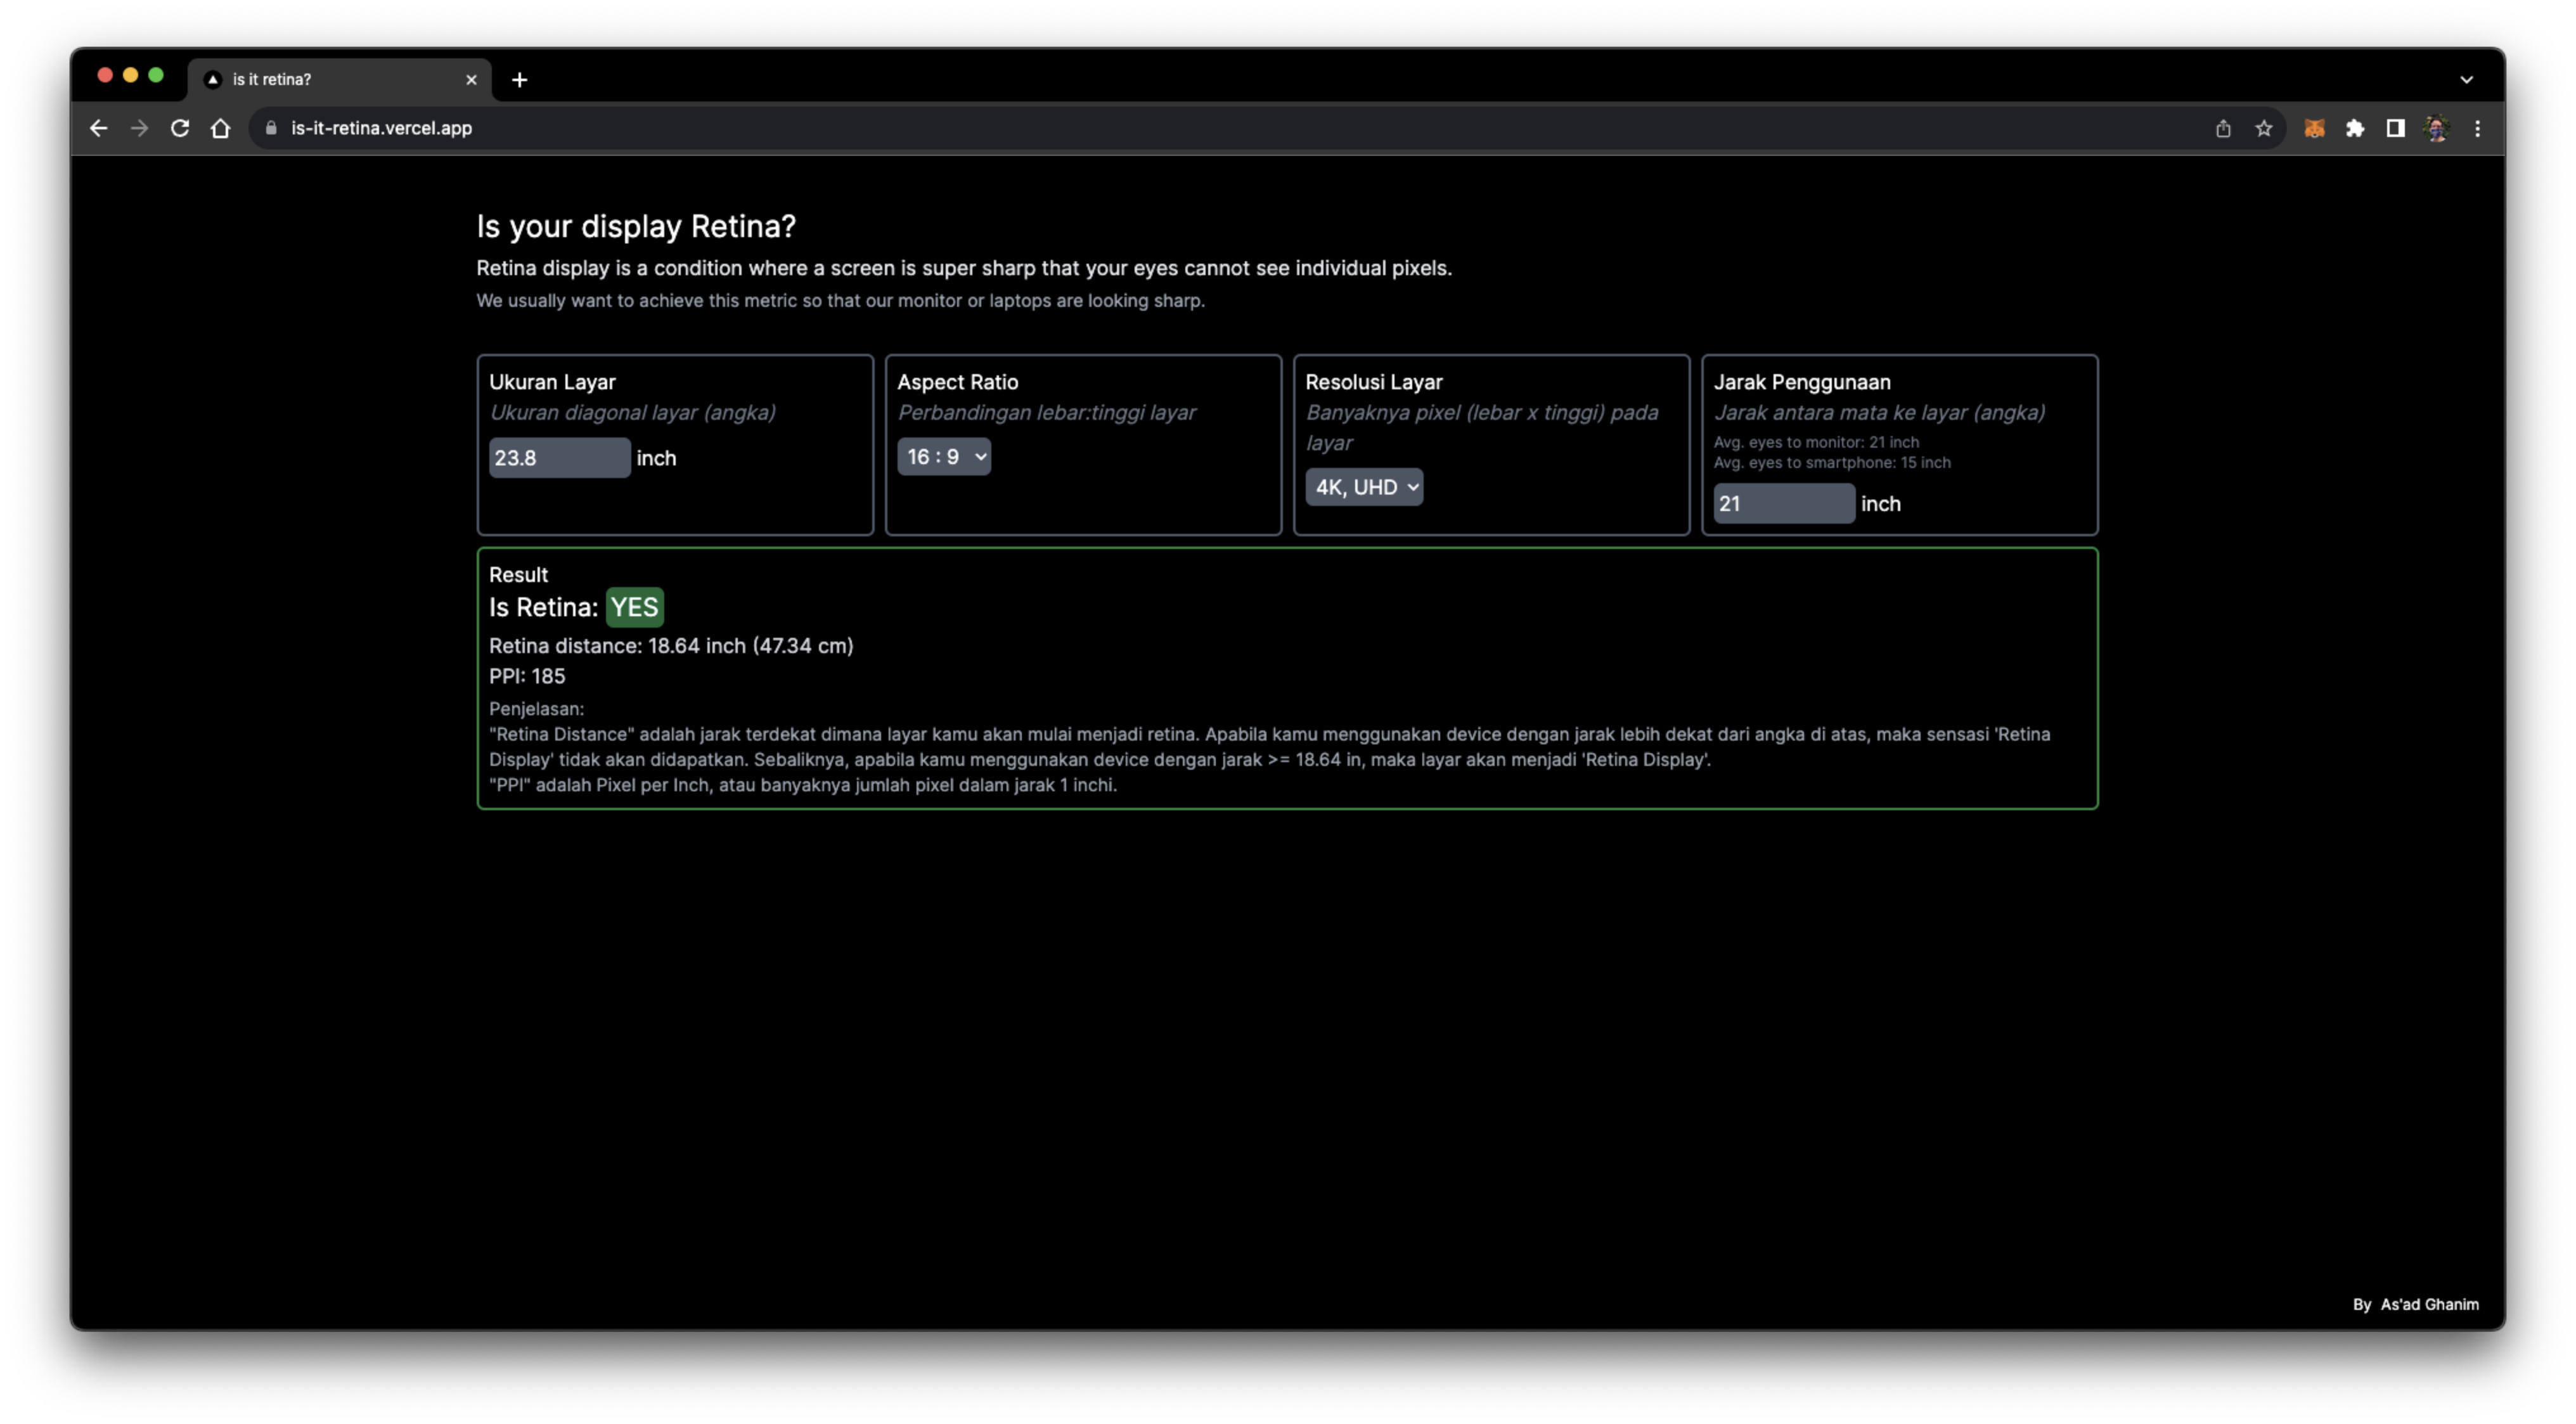 is it retina?
is-it-retina.vercel.app
Is your display Retina?
Retina display is a condition where a screen is super sharp that your eyes cannot see individual pixels.
We usually want to achieve this metric so that our monitor or laptops are looking sharp.
Ukuran Layar
Ukuran diagonal layar (angka)
23.8 inch
Aspect Ratio
Perbandingan lebar:tinggi layar
16 : 9
Resolusi Layar
Banyaknya pixel (lebar x tinggi) pada
layar
4K, UHD
Jarak Penggunaan
Jarak antara mata ke layar (angka)
Avg. eyes to monitor: 21 inch
Avg. eyes to smartphone: 15 inch
21 inch
Result
Is Retina: YES
Retina distance: 18.64 inch (47.34 cm)
PPI: 185
Penjelasan:
"Retina Distance" adalah jarak terdekat dimana layar kamu akan mulai menjadi retina. Apabila kamu menggunakan device dengan jarak lebih dekat dari angka di atas, maka sensasi 'Retina
Display' tidak akan didapatkan. Sebaliknya, apabila kamu menggunakan device dengan jarak >= 18.64 in, maka layar akan menjadi 'Retina Display'.
"PPI" adalah Pixel per Inch, atau banyaknya jumlah pixel dalam jarak 1 inchi.
By As'ad Ghanim